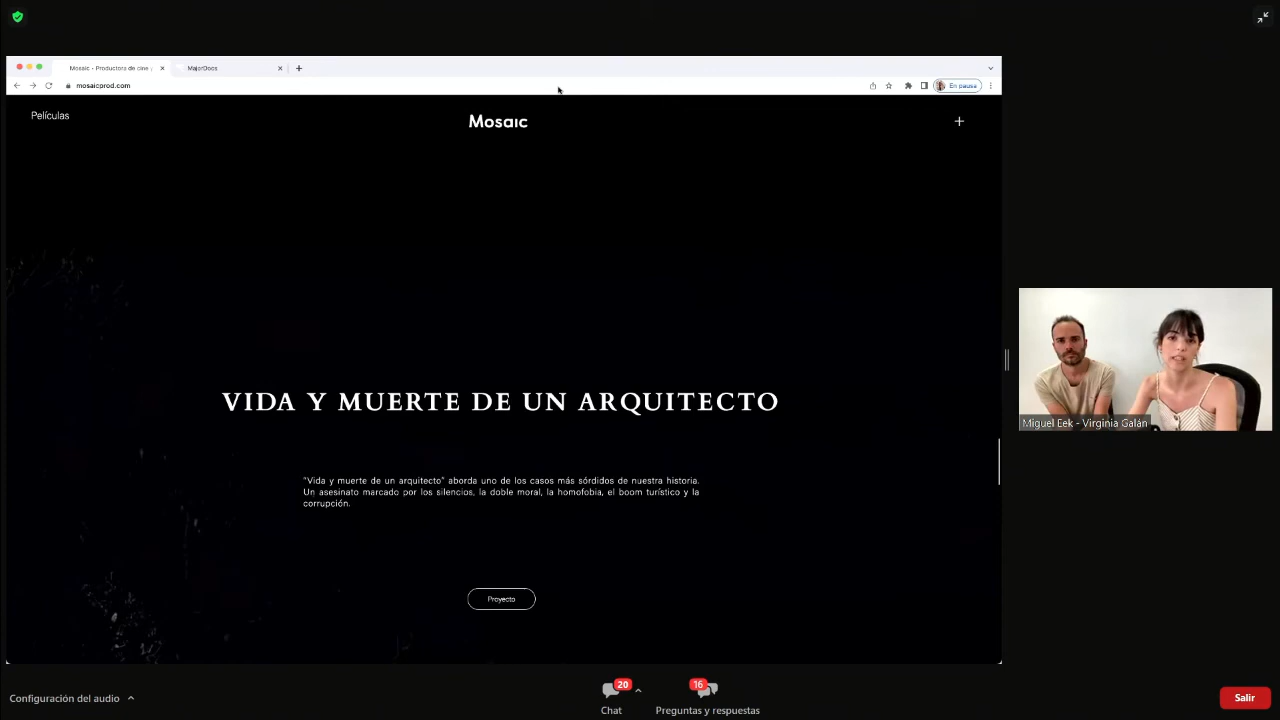 Mosaic • Productora de cine
MajorDocs
mosaicprod.com
En pausa
Películas
Mosaic
VIDA Y MUERTE DE UN ARQUITECTO
"Vida y muerte de un arquitecto" aborda uno de los casos más sórdidos de nuestra historia.
Un asesinato marcado por los silencios, la doble moral, la homofobia, el boom turístico y la
corrupción.
Proyecto
Miguel Eek - Virginia Galán
Configuración del audio
20
Chat
16
Preguntas y respuestas
Salir